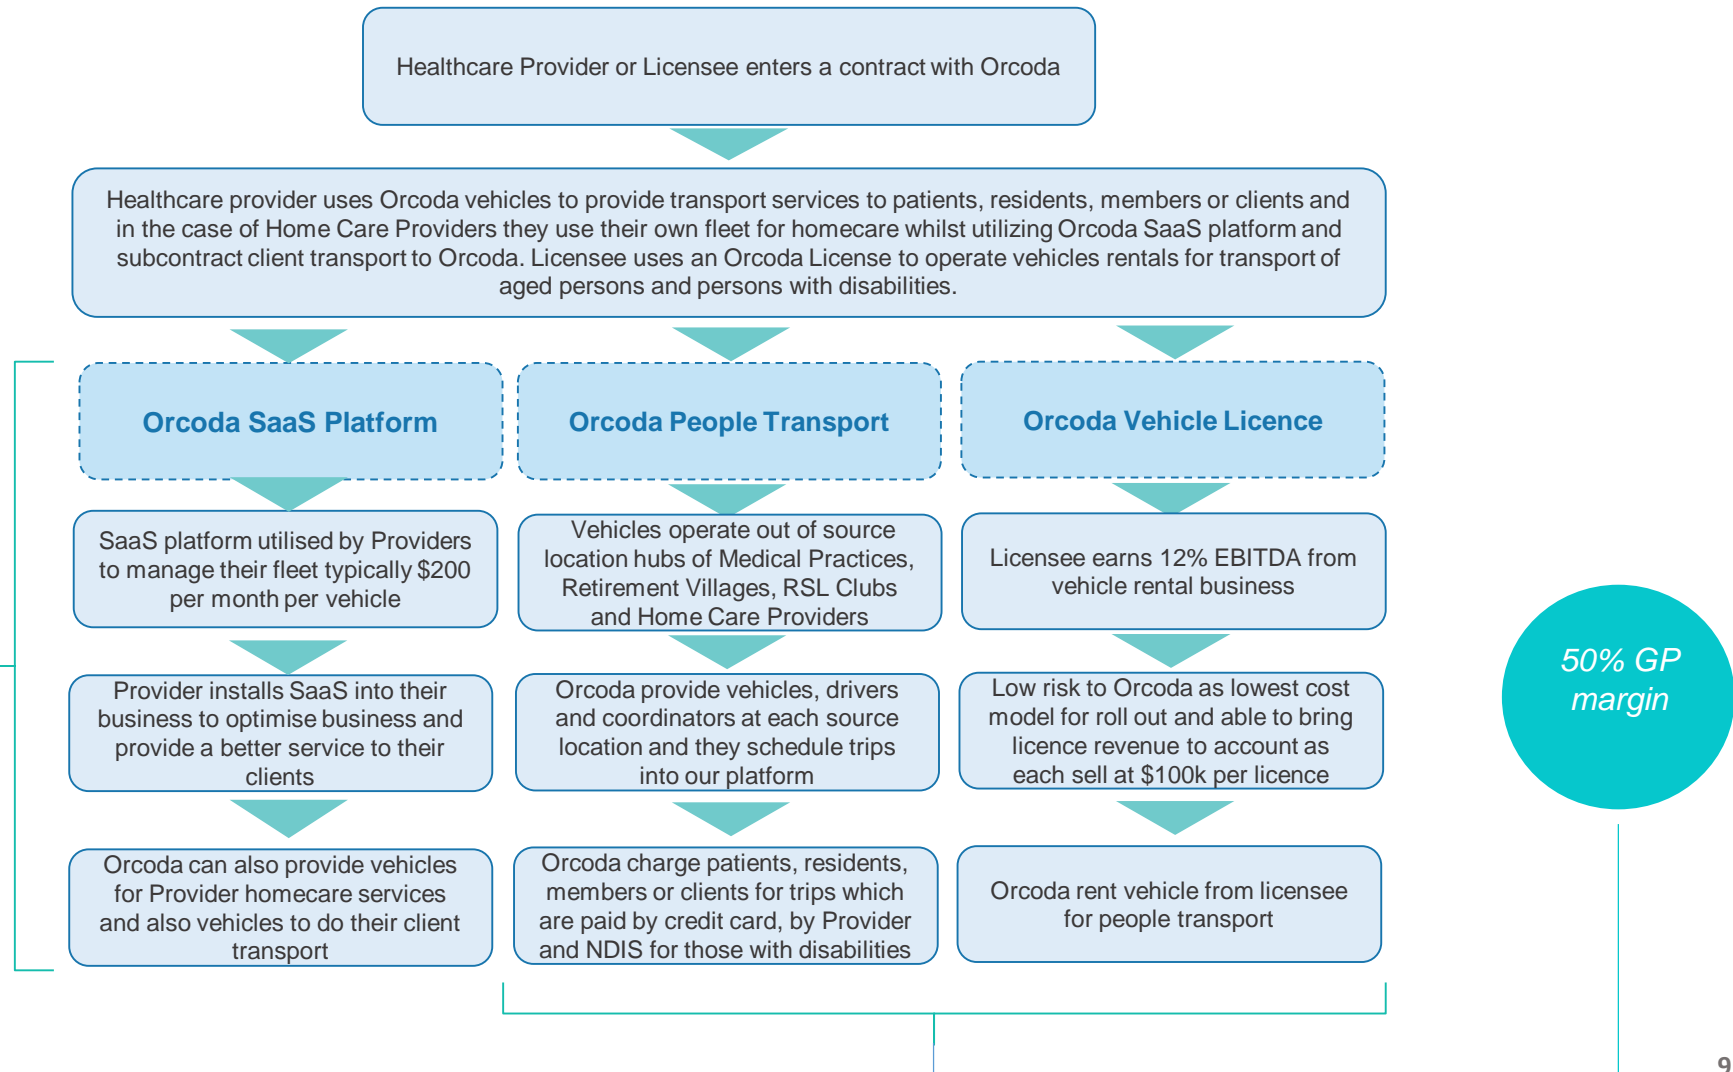 Healthcare Provider or Licensee enters a contract with Orcoda
Healthcare provider uses Orcoda vehicles to provide transport services to patients, residents, members or clients and
in the case of Home Care Providers they use their own fleet for homecare whilst utilizing Orcoda SaaS platform and
subcontract client transport to Orcoda. Licensee uses an Orcoda License to operate vehicles rentals for transport of
aged persons and persons with disabilities.
Orcoda SaaS Platform
SaaS platform utilised by Providers
to manage their fleet typically $200
per month per vehicle
Provider installs SaaS into their
business to optimise business and
provide a better service to their
clients
Orcoda can also provide vehicles
for Provider homecare services
and also vehicles to do their client
transport
Orcoda People Transport
Vehicles operate out of source
location hubs of Medical Practices,
Retirement Villages, RSL Clubs
and Home Care Providers
Orcoda provide vehicles, drivers
and coordinators at each source
location and they schedule trips
into our platform
Orcoda charge patients, residents,
members or clients for trips which
are paid by credit card, by Provider
and NDIS for those with disabilities
Orcoda Vehicle Licence
Licensee earns 12% EBITDA from
vehicle rental business
Low risk to Orcoda as lowest cost
model for roll out and able to bring
licence revenue to account as
each sell at $100k per licence
Orcoda rent vehicle from licensee
for people transport
50% GP
margin
9